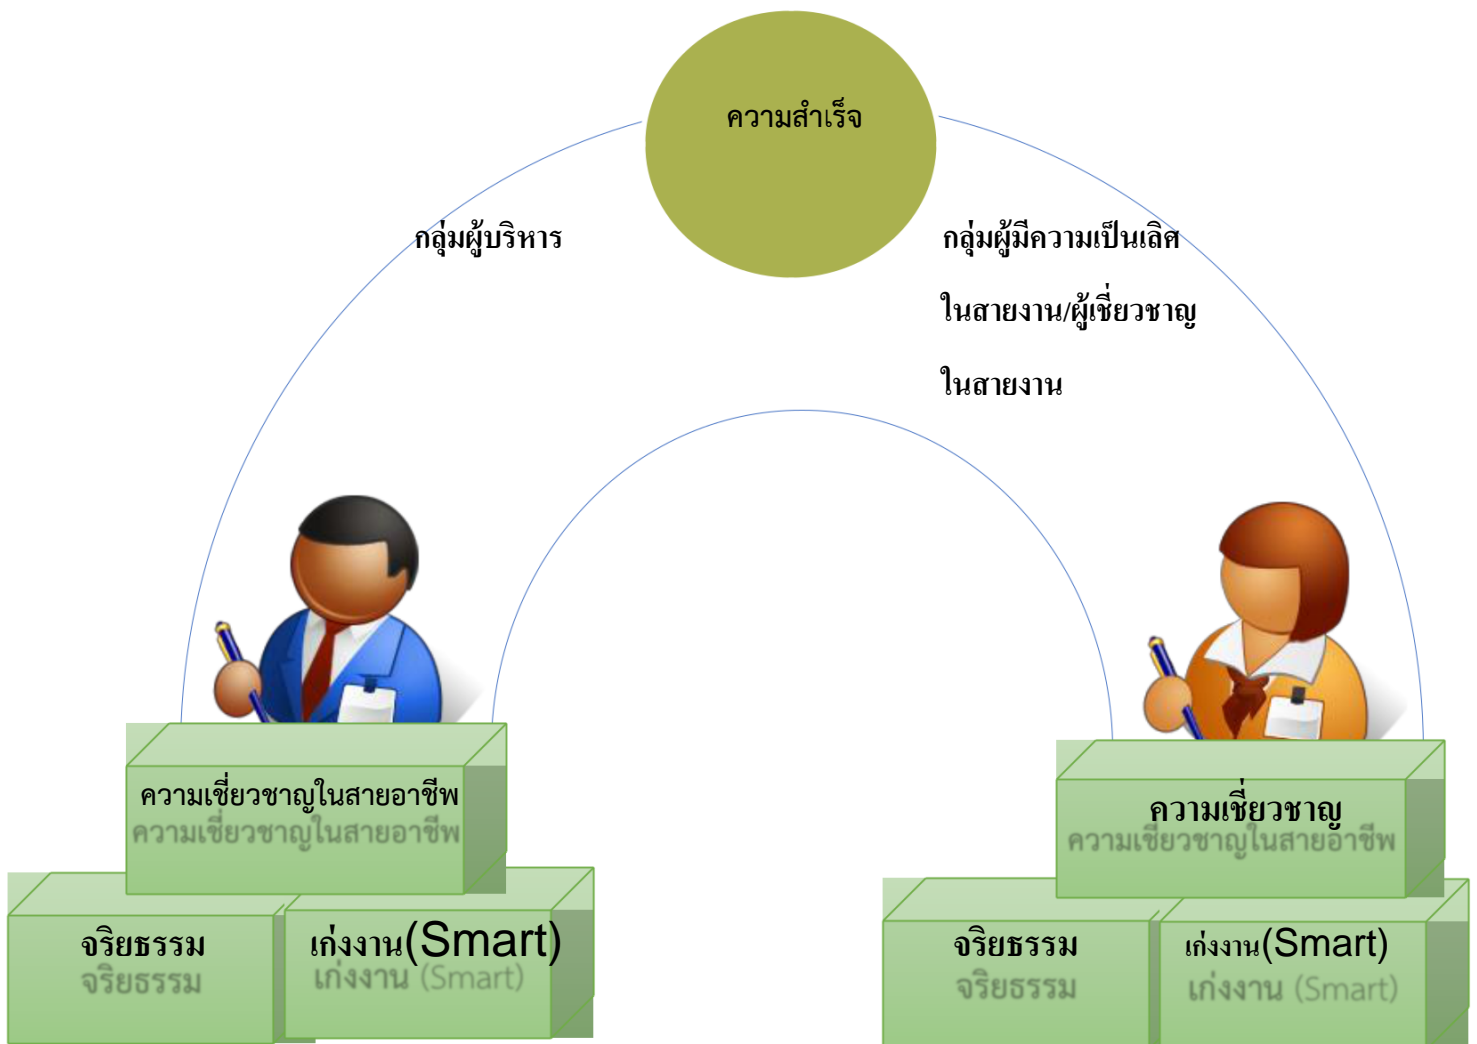 ความสำเร็จ
กลุ่มผู้บริหาร
กลุ่มผู้มีความเป็นเลิศ
ในสายงาน/ผู้เชี่ยวชาญ
ในสายงาน
ความเชี่ยวชาญในสายอาชีพ
ความเชี่ยวชาญในสายอาชีพ
จริยธรรม
จริยธรรม
เก่งงาน(Smart)
เก่งงาน (Smart)
ความเชี่ยวชาญ
ความเชี่ยวชาญในสายอาชีพ
จริยธรรม
จริยธรรม
เก่งงาน(Smart)
เก่งงาน (Smart)